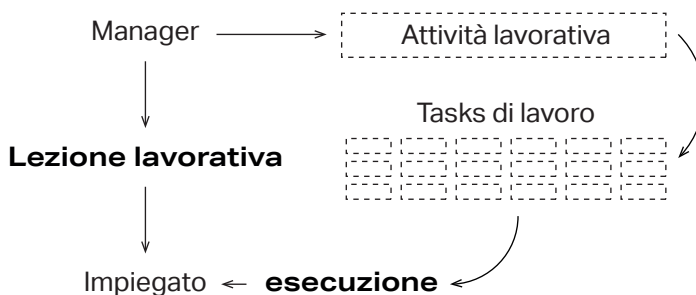 Manager
Attività lavorativa
Tasks di lavoro
Lezione lavorativa
Impiegato
esecuzione